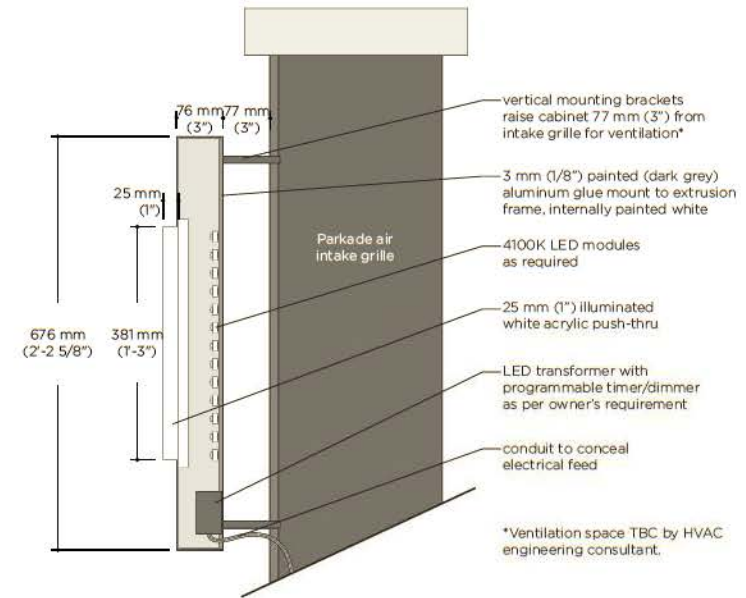 76 mm 77 mm
(3") (3")
vertical mounting brackets
raise cabinet 77 mm (3") from
intake grille for ventilation*
3 mm (1/8") painted (dark grey)
aluminum glue mount to extrusion
frame, internally painted white
25 mm
(1")
Parkade air
intake grille
4100K LED modules
as required
25 mm (1") illuminated
white acrylic push-thru
676 mm
(2'-2 5/8")
381 mm
(1'-3")
LED transformer with
programmable timer/dimmer
as per owner's requirement
conduit to conceal
electrical feed
*Ventilation space TBC by HVAC
engineering consultant.